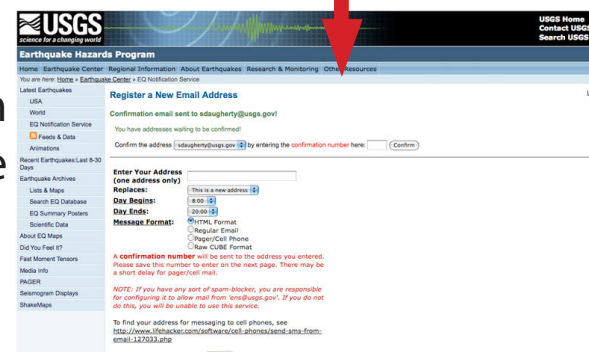 USGS
science for a changing world
USGS Home
Contact USGS
Search USGS
Earthquake Hazards Program
Home Earthquake Center Regional Information About Earthquakes Research & Monitoring Other Resources
You are here: Home » Earthquake Center » EQ Notification Service
Latest Earthquakes
USA
World
EQ Notification Service
Feeds & Data
Animations
Recent Earthquakes Last 8-30 Days
Earthquake Archives
Lists & Maps
Search EQ Database
EQ Summary Posters
Scientific Data
About EQ Maps
Did You Feel It?
Fast Moment Tensors
Media Info
PAGER
Seismogram Displays
ShakeMaps
Register a New Email Address
Confirmation email sent to sdaugherty@usgs.gov!
You have addresses waiting to be confirmed!
Confirm the address sdaugherty@usgs.gov by entering the confirmation number here: Confirm
Enter Your Address
(one address only)
Replaces: This is a new address
Day Begins: 8:00
Day Ends: 20:00
Message Format: HTML Format
Regular Email
Pager/Cell Phone
Raw CUBE Format
A confirmation number will be sent to the address you entered.
Please save this number to enter on the next page. There may be
a short delay for pager/cell mail.
NOTE: If you have any sort of spam-blocker, you are responsible
for configuring it to allow mail from 'ens@usgs.gov'. If you do not
do this, you will be unable to use this service.
To find your address for messaging to cell phones, see
http://www.lifehacker.com/software/cell-phones/send-sms-from-
email-127033.php